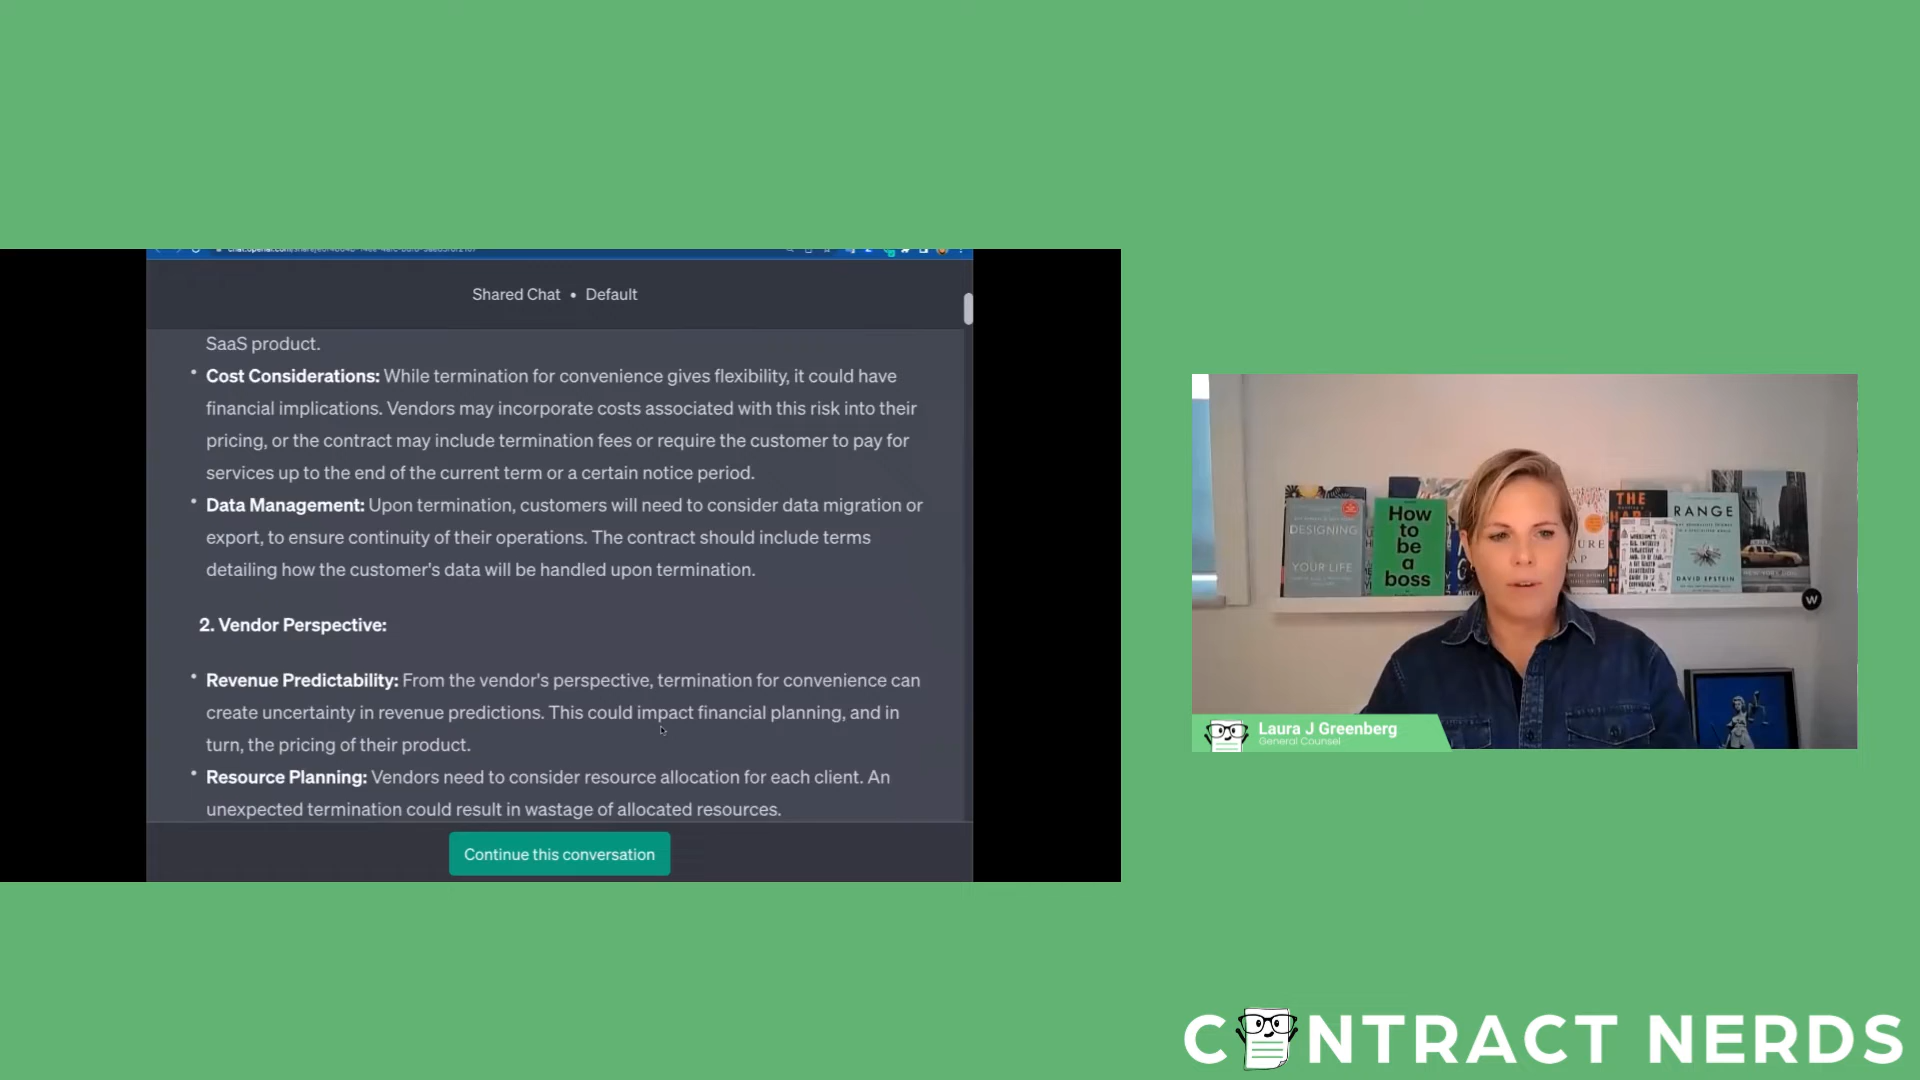 Shared Chat • Default
SaaS product.
• Cost Considerations: While termination for convenience gives flexibility, it could have
financial implications. Vendors may incorporate costs associated with this risk into their
pricing, or the contract may include termination fees or require the customer to pay for
services up to the end of the current term or a certain notice period.
• Data Management: Upon termination, customers will need to consider data migration or
export, to ensure continuity of their operations. The contract should include terms
detailing how the customer's data will be handled upon termination.
2. Vendor Perspective:
• Revenue Predictability: From the vendor's perspective, termination for convenience can
create uncertainty in revenue predictions. This could impact financial planning, and in
turn, the pricing of their product.
• Resource Planning: Vendors need to consider resource allocation for each client. An
unexpected termination could result in wastage of allocated resources.
Continue this conversation
DESIGNING
YOUR LIFE
How
to
be
a
boss
THE
RANGE
DAVID EPSTEIN
W
Laura J Greenberg
General Counsel
CONTRACT NERDS